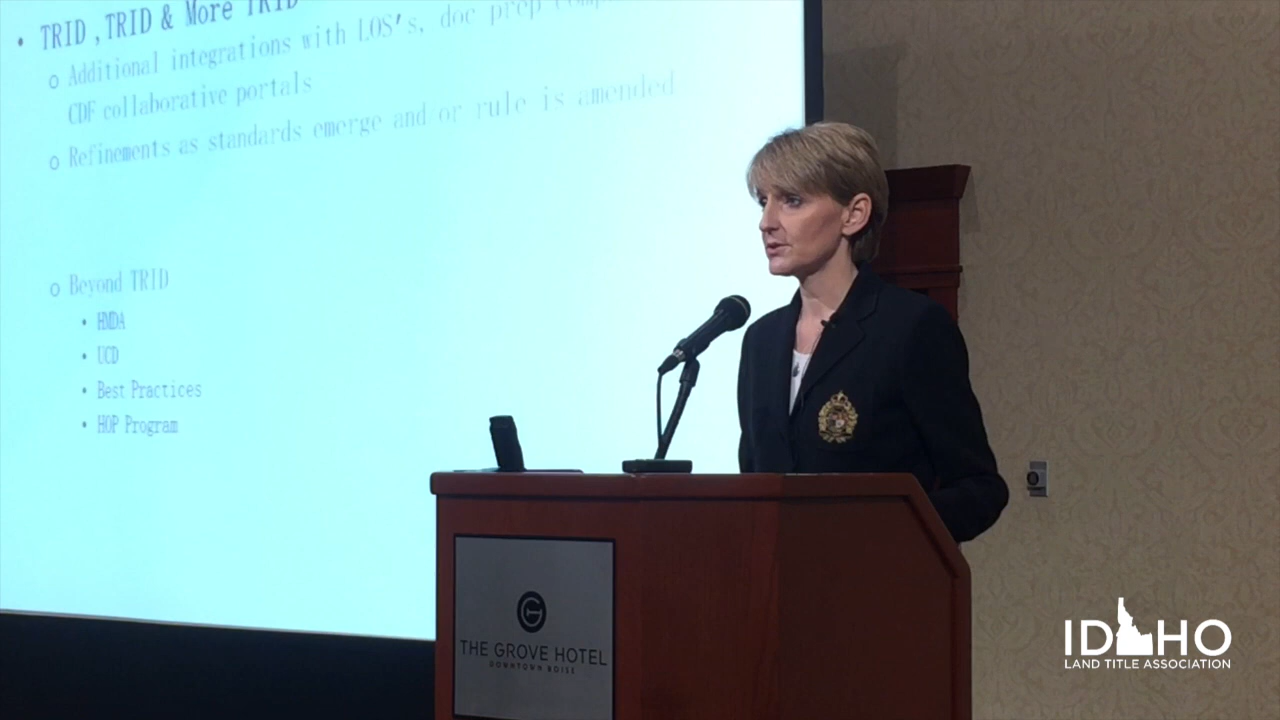 • TRID , TRID & More TRID
o Additional integrations with LOS's, doc prep
CDF collaborative portals
o Refinements as standards emerge and or rule is amended
o Beyond TRID
• HMDA
• UCD
• Best Practices
• HOP Program
THE GROVE HOTEL
DOWNTOWN BOISE
IDAHO
LAND TITLE ASSOCIATION